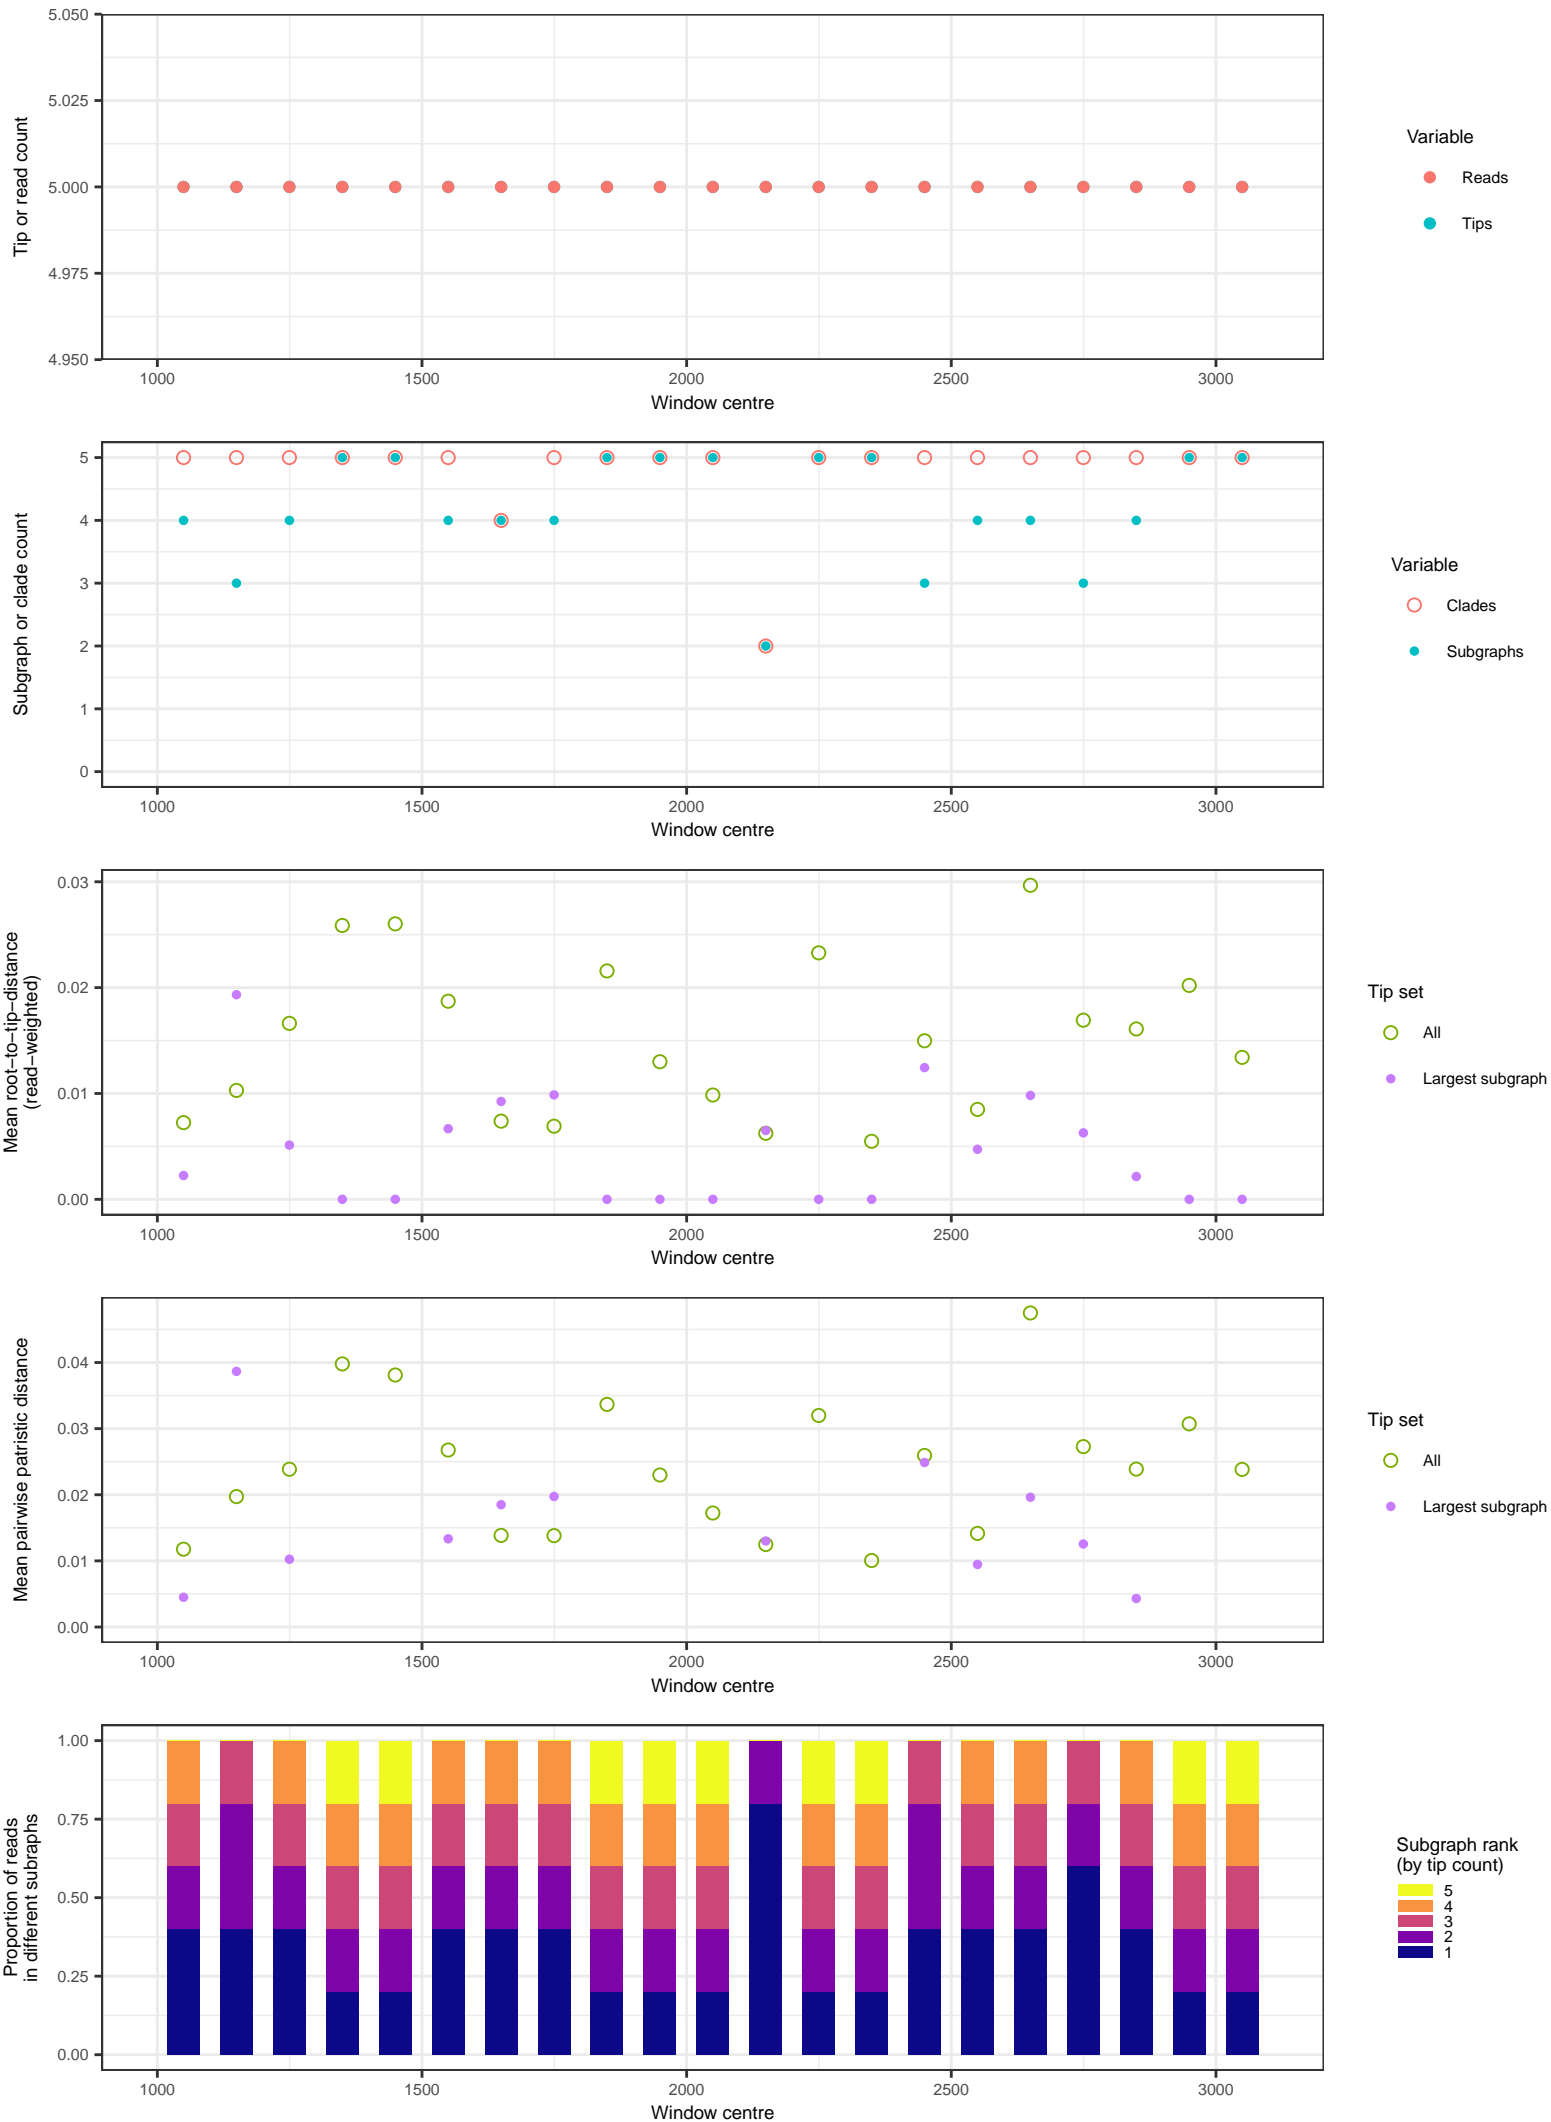 5.050
5.025
5.000
4.975
4.950
Tip or read count
1000 1500 2000 2500 3000
Window centre
Variable
Reads
Tips
5
4
3
2
1
0
Subgraph or clade count
1000 1500 2000 2500 3000
Window centre
Variable
Clades
Subgraphs
0.03
0.02
0.01
0.00
Mean root−to−tip−distance
(read−weighted)
1000 1500 2000 2500 3000
Window centre
Tip set
All
Largest subgraph
0.04
0.03
0.02
0.01
0.00
Mean pairwise patristic distance
1000 1500 2000 2500 3000
Window centre
Tip set
All
Largest subgraph
1.00
0.75
0.50
0.25
0.00
Proportion of reads
in different subraphs
1000 1500 2000 2500 3000
Window centre
Subgraph rank
(by tip count)
5
4
3
2
1